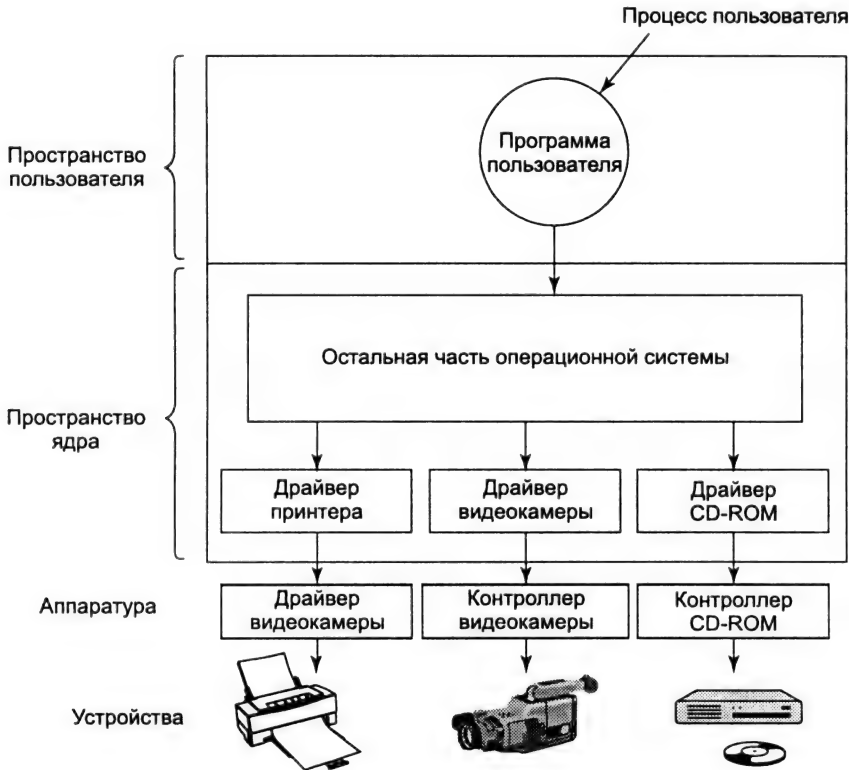 Процесс пользователя
Программа
пользователя
Пространство
пользователя
Остальная часть операционной системы
Пространство
ядра
Драйвер
принтера
Драйвер
видеокамеры
Драйвер
CD-ROM
Аппаратура
Драйвер
видеокамеры
Контроллер
видеокамеры
Контроллер
CD-ROM
Устройства